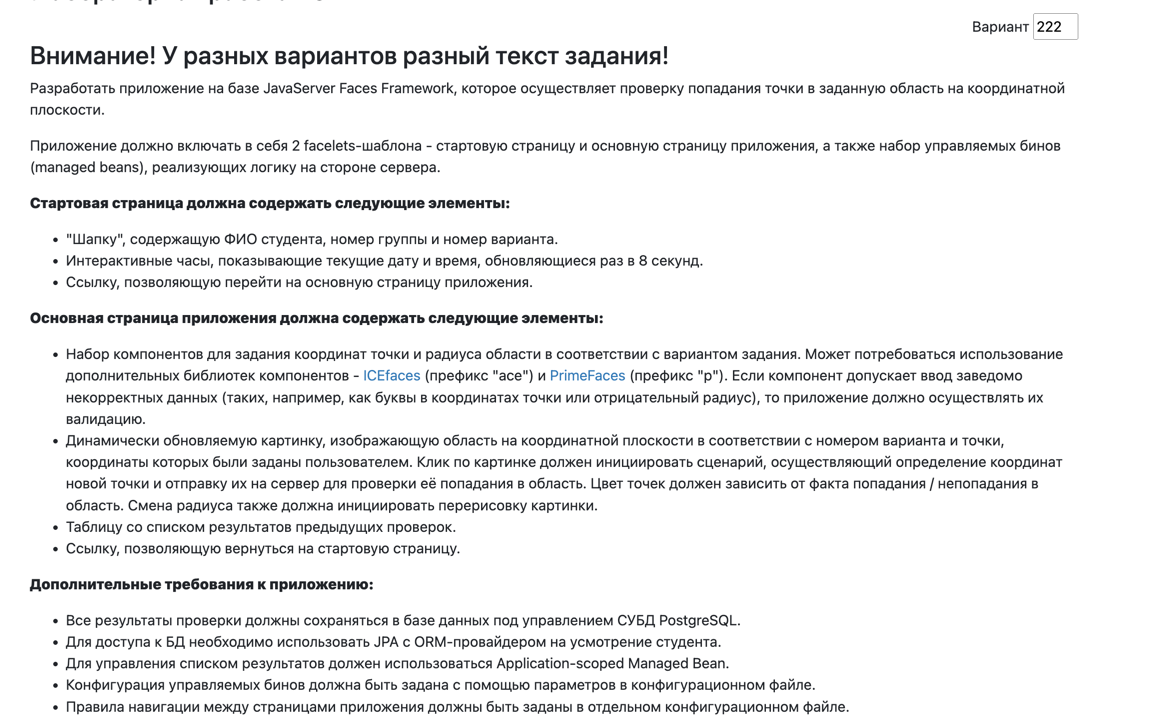 Вариант 222
Внимание! У разных вариантов разный текст задания!
Разработать приложение на базе JavaServer Faces Framework, которое осуществляет проверку попадания точки в заданную область на координатной
плоскости.
Приложение должно включать в себя 2 facelets-шаблона - стартовую страницу и основную страницу приложения, а также набор управляемых бинов
(managed beans), реализующих логику на стороне сервера.
Стартовая страница должна содержать следующие элементы:
• "Шапку", содержащую ФИО студента, номер группы и номер варианта.
• Интерактивные часы, показывающие текущие дату и время, обновляющиеся раз в 8 секунд.
• Ссылку, позволяющую перейти на основную страницу приложения.
Основная страница приложения должна содержать следующие элементы:
• Набор компонентов для задания координат точки и радиуса области в соответствии с вариантом задания. Может потребоваться использование
дополнительных библиотек компонентов - ICEfaces (префикс "ace") и PrimeFaces (префикс "p"). Если компонент допускает ввод заведомо
некорректных данных (таких, например, как буквы в координатах точки или отрицательный радиус), то приложение должно осуществлять их
валидацию.
• Динамически обновляемую картинку, изображающую область на координатной плоскости в соответствии с номером варианта и точки,
координаты которых были заданы пользователем. Клик по картинке должен инициировать сценарий, осуществляющий определение координат
новой точки и отправку их на сервер для проверки её попадания в область. Цвет точек должен зависить от факта попадания / непопадания в
область. Смена радиуса также должна инициировать перерисовку картинки.
• Таблицу со списком результатов предыдущих проверок.
• Ссылку, позволяющую вернуться на стартовую страницу.
Дополнительные требования к приложению:
• Все результаты проверки должны сохраняться в базе данных под управлением СУБД PostgreSQL.
• Для доступа к БД необходимо использовать JPA с ORM-провайдером на усмотрение студента.
• Для управления списком результатов должен использоваться Application-scoped Managed Bean.
• Конфигурация управляемых бинов должна быть задана с помощью параметров в конфигурационном файле.
• Правила навигации между страницами приложения должны быть заданы в отдельном конфигурационном файле.